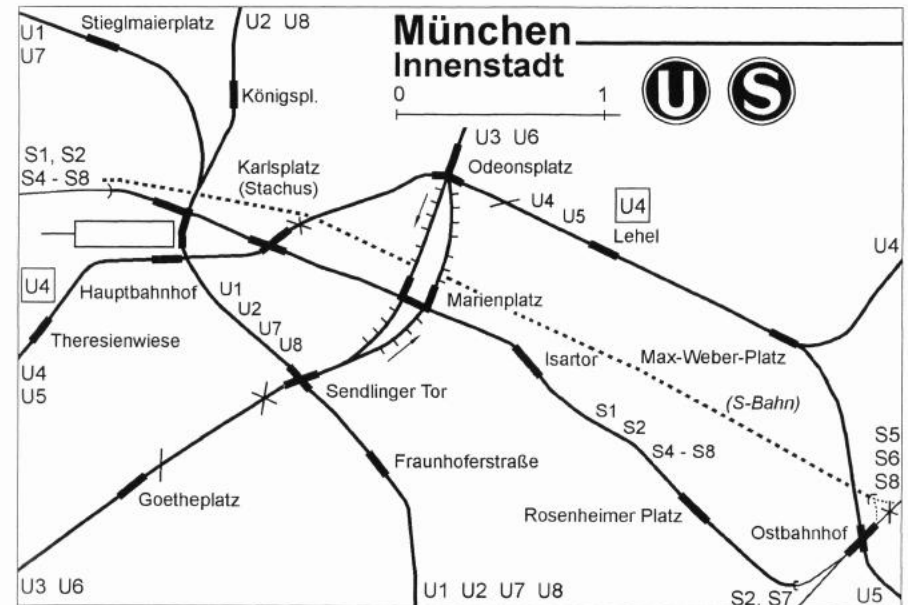 U1
U7
Stieglmaierplatz
U2 U8
München
Innenstadt
U S
0 1
Königspl.
U3 U6
Odeonsplatz
S1, S2
S4 - S8
Karlsplatz
(Stachus)
U4
U5
U4
Lehel
U4
U4
Hauptbahnhof
U1
U2
U7
U8
Marienplatz
Theresienwiese
Isartor
Max-Weber-Platz
U4
U5
Sendlinger Tor
(S-Bahn)
S1
S2
S4 - S8
S5
S6
S8
Fraunhoferstraße
Goetheplatz
Rosenheimer Platz
Ostbahnhof
U3 U6
U1 U2 U7 U8
S2, S7
U5